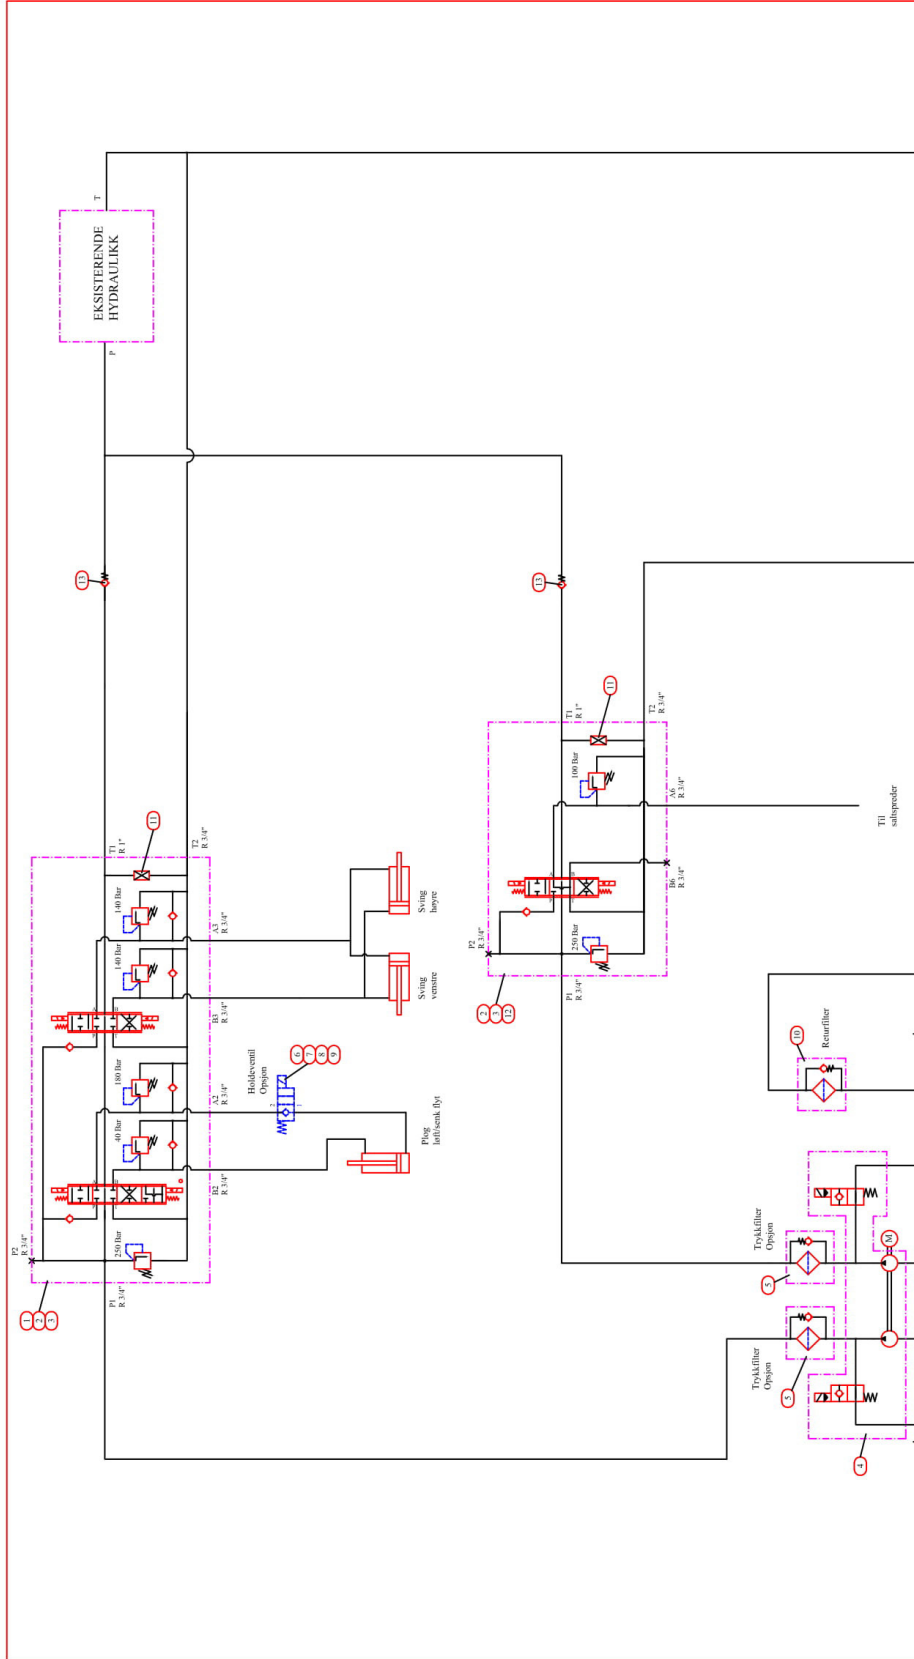 T
EKSISTERENDE
HYDRAULIKK
P
13
13
11
T1
R 1"
T2
R 3/4"
140 Bar
A3
R 3/4"
140 Bar
B3
R 3/4"
180 Bar
A2
R 3/4"
40 Bar
B2
R 3/4"
250 Bar
P2
R 3/4"
P1
R 3/4"
1
2
3
Sving
høyre
Sving
venstre
Holdeventil
Opsjon
2
1
6
7
8
9
Plog
løft/senk flyt
11
T1
R 1"
T2
R 3/4"
100 Bar
A6
R 3/4"
B6
R 3/4"
250 Bar
P2
R 3/4"
P1
R 3/4"
2
3
12
Til
saltspreder
10
Returfilter
Trykkfilter
Opsjon
5
Trykkfilter
Opsjon
5
M
4